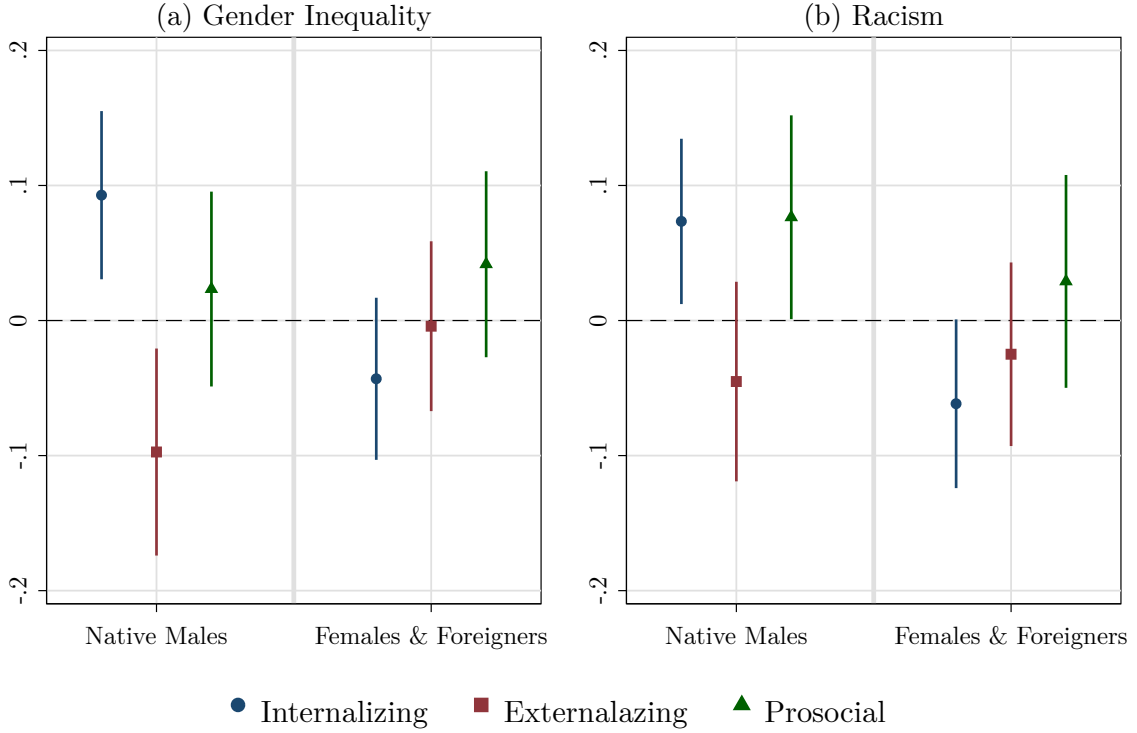 (a) Gender Inequality
.2
.1
0
-.1
-.2
Native Males Females & Foreigners
(b) Racism
.2
.1
0
-.1
-.2
Native Males Females & Foreigners
Internalizing Externalazing Prosocial